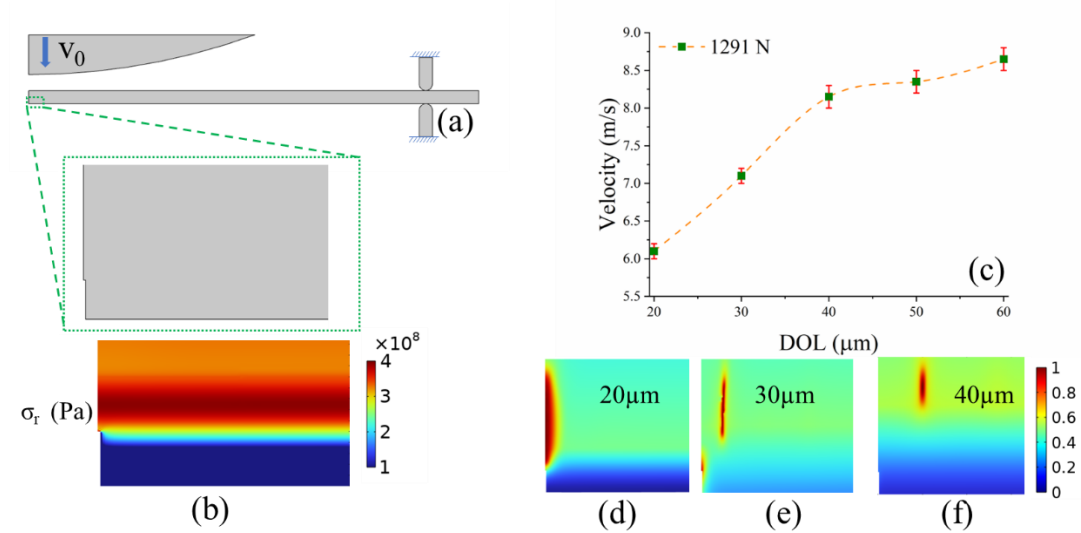 v₀
(a)
×10⁸
4
3
2
1
σᵣ (Pa)
(b)
9.0
8.5
8.0
7.5
7.0
6.5
6.0
5.5
Velocity (m/s)
1291 N
(c)
20
30
40
50
60
DOL (μm)
20μm
30μm
40μm
1
0.8
0.6
0.4
0.2
0
(d)
(e)
(f)